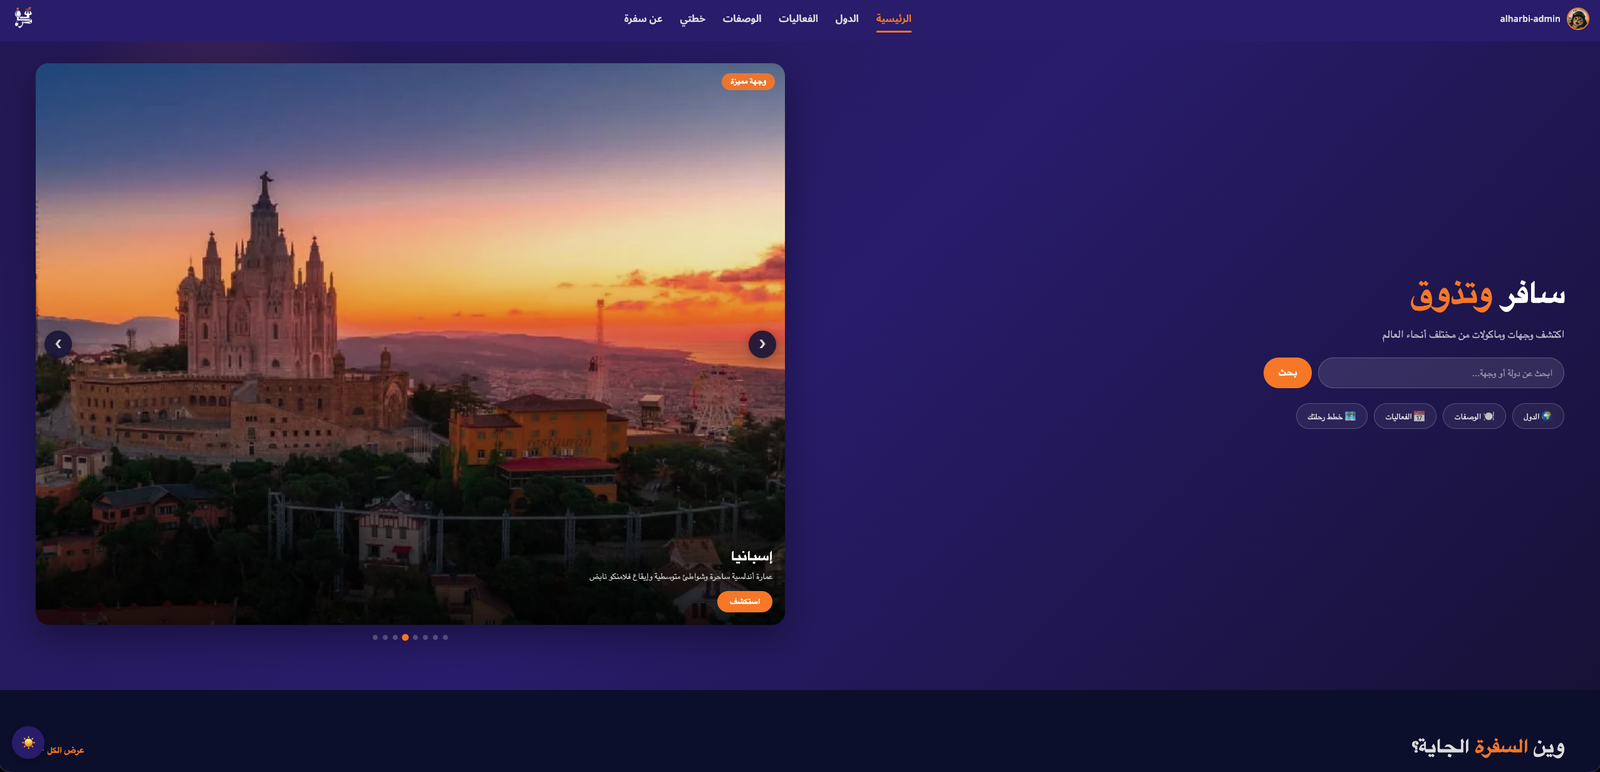 alharbi-admin
الرئيسية
الدول
الفعاليات
الوصفات
خطتي
عن سفرة
سافر وتذوق
اكتشف وجهات وماكولات من مختلف أنحاء العالم
ابحث عن دولة أو وجهة...
بحث
الدول
الوصفات
الفعاليات
خطط رحلتك
وجهة مميزة
restaurant
إسبانيا
عمارة أندلسية ساحرة وشواطئ متوسطية وإيقاع فلامنكو نابض
استكشف
وين السفرة الجاية؟
عرض الكل